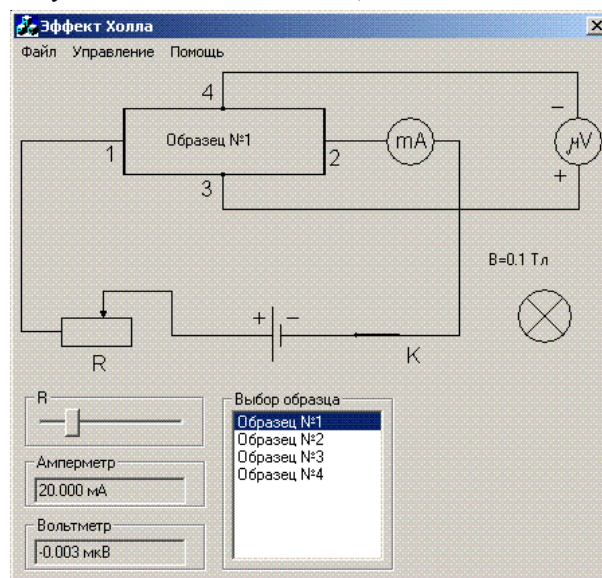 Эффект Холла
Файл Управление Помощь
4
Образец №1
1
2
mA
3
−
μV
+
B=0.1 Тл
+ −
R
K
R
Выбор образца
Образец №1
Образец №2
Образец №3
Образец №4
Амперметр
20.000 мА
Вольтметр
-0.003 мкВ